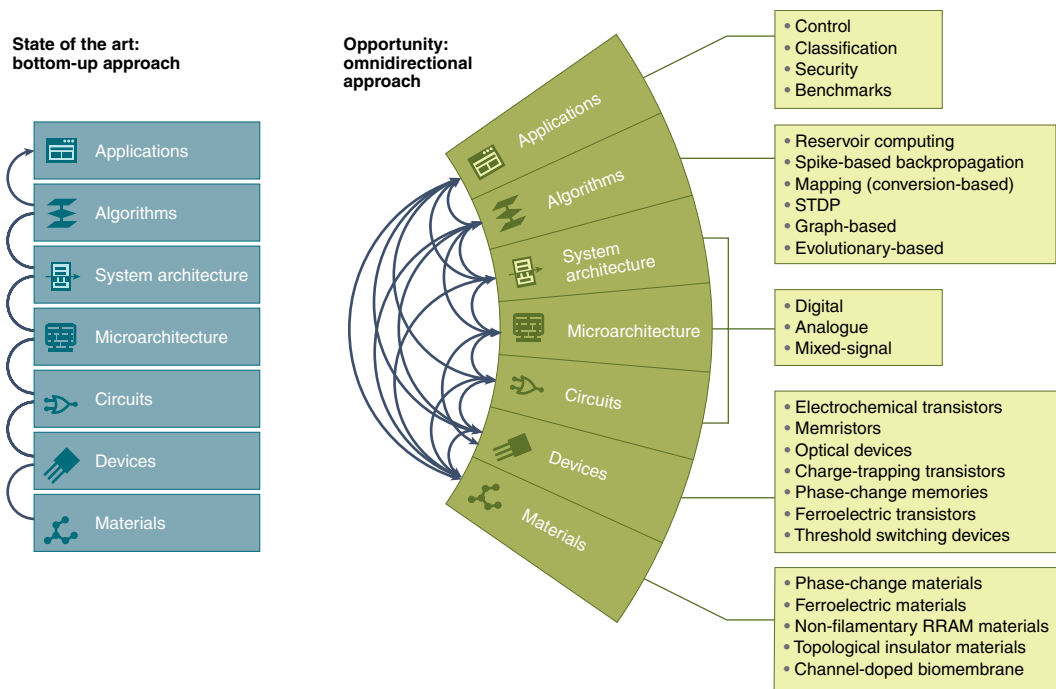 State of the art:
bottom-up approach
Applications
Algorithms
System architecture
Microarchitecture
Circuits
Devices
Materials
Opportunity:
omnidirectional
approach
Applications
Algorithms
System
architecture
Microarchitecture
Circuits
Devices
Materials
• Control
• Classification
• Security
• Benchmarks
• Reservoir computing
• Spike-based backpropagation
• Mapping (conversion-based)
• STDP
• Graph-based
• Evolutionary-based
• Digital
• Analogue
• Mixed-signal
• Electrochemical transistors
• Memristors
• Optical devices
• Charge-trapping transistors
• Phase-change memories
• Ferroelectric transistors
• Threshold switching devices
• Phase-change materials
• Ferroelectric materials
• Non-filamentary RRAM materials
• Topological insulator materials
• Channel-doped biomembrane